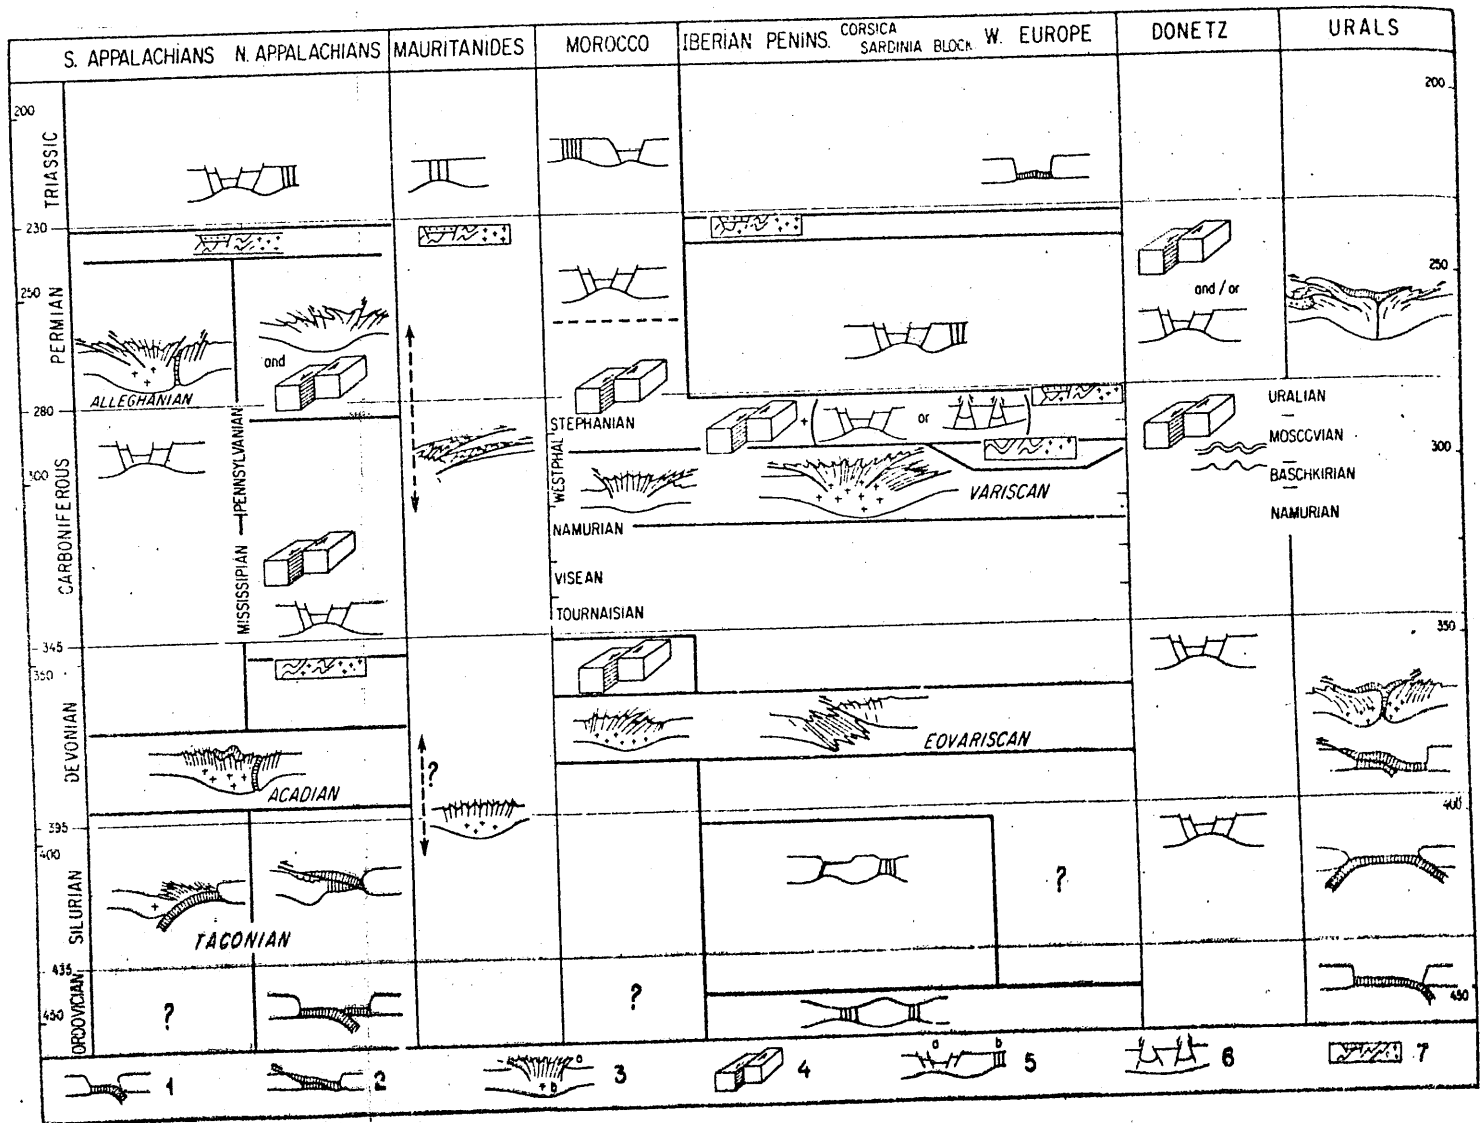 S. APPALACHIANS N. APPALACHIANS MAURITANIDES MOROCCO IBERIAN PENINS. CORSICA SARDINIA BLOCK W. EUROPE DONETZ URALS
200
200
TRIASSIC
230
250
250
and / or
PERMIAN
and
ALLEGHANIAN
280
STEPHANIAN
+ ( or )
URALIAN
MOSCOVIAN
300
300
PENNSYLVANIAN
WESTPHAL
VARISCAN
BASCHKIRIAN
NAMURIAN
NAMURIAN
CARBONIFEROUS
MISSISSIPIAN
VISEAN
TOURNAISIAN
345
350
350
DEVONIAN
?
EOVARISCAN
ACADIAN
395
400
400
SILURIAN
?
TACONIAN
435
ORDOVICIAN
?
?
450
450
1 2 a b 3 4 a b 5 6 7